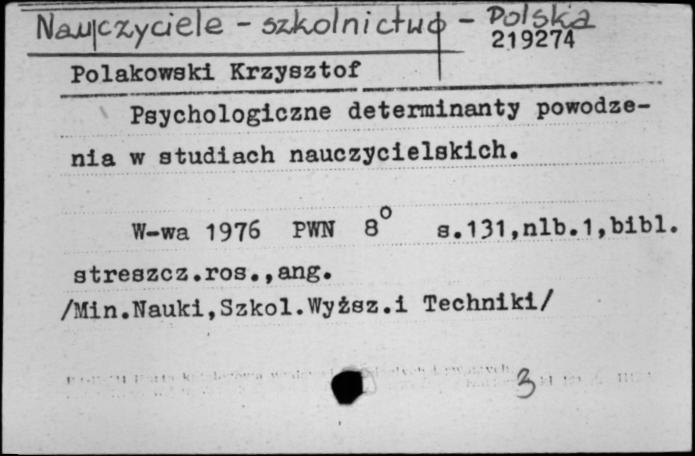 Nauczyciele - szkolnictwo - Polska
219274
Polakowski Krzysztof
Psychologiczne determinanty powodze-
nia w studiach nauczycielskich.
W-wa 1976 PWN 8° s.131,nlb.1,bibl.
streszcz.ros.,ang.
/Min.Nauki,Szkol.Wyższ.i Techniki/
3